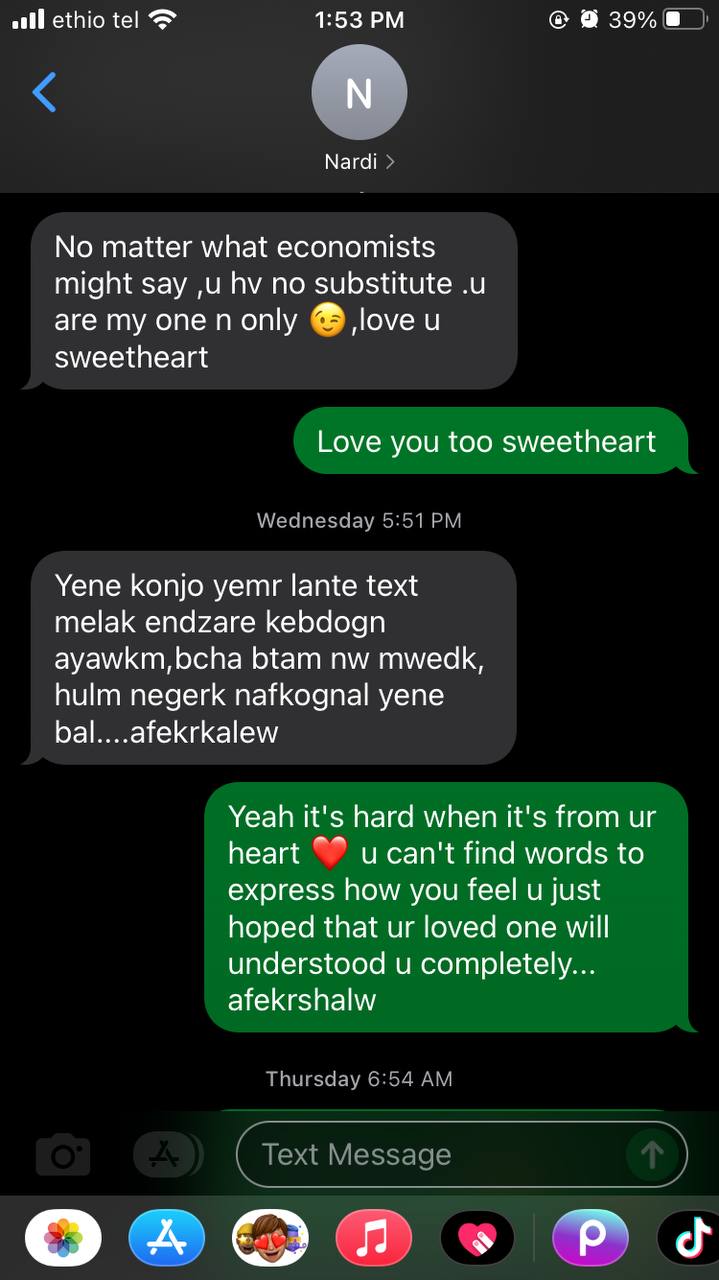 ethio tel
1:53 PM
39%
N
Nardi
No matter what economists
might say ,u hv no substitute .u
are my one n only 😉,love u
sweetheart
Love you too sweetheart
Wednesday 5:51 PM
Yene konjo yemr lante text
melak endzare kebdogn
ayawkm,bcha btam nw mwedk,
hulm negerk nafkognal yene
bal....afekrkalew
Yeah it's hard when it's from ur
heart ❤️ u can't find words to
express how you feel u just
hoped that ur loved one will
understood u completely...
afekrshalw
Thursday 6:54 AM
Text Message